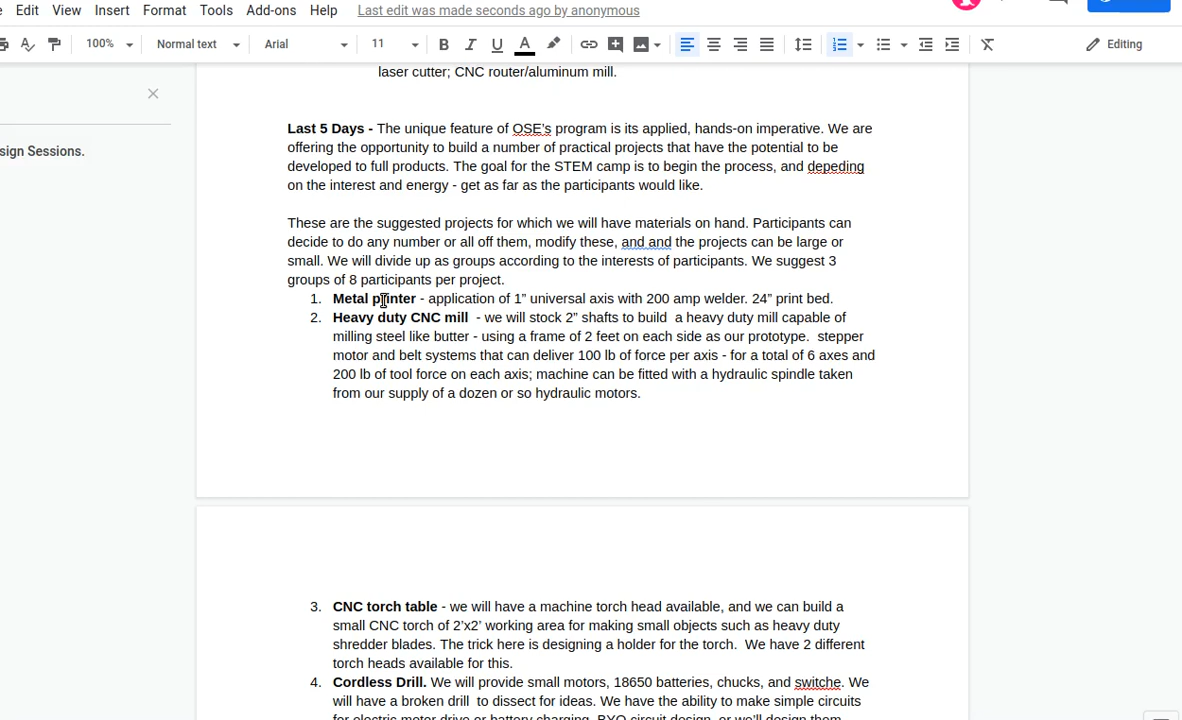 Edit View Insert Format Tools Add-ons Help Last edit was made seconds ago by anonymous
100% Normal text Arial 11 B I U A Editing
laser cutter; CNC router/aluminum mill.
sign Sessions.
Last 5 Days - The unique feature of OSE's program is its applied, hands-on imperative. We are
offering the opportunity to build a number of practical projects that have the potential to be
developed to full products. The goal for the STEM camp is to begin the process, and depeding
on the interest and energy - get as far as the participants would like.
These are the suggested projects for which we will have materials on hand. Participants can
decide to do any number or all off them, modify these, and and the projects can be large or
small. We will divide up as groups according to the interests of participants. We suggest 3
groups of 8 participants per project.
1. Metal printer - application of 1” universal axis with 200 amp welder. 24” print bed.
2. Heavy duty CNC mill - we will stock 2” shafts to build a heavy duty mill capable of
milling steel like butter - using a frame of 2 feet on each side as our prototype. stepper
motor and belt systems that can deliver 100 lb of force per axis - for a total of 6 axes and
200 lb of tool force on each axis; machine can be fitted with a hydraulic spindle taken
from our supply of a dozen or so hydraulic motors.
3. CNC torch table - we will have a machine torch head available, and we can build a
small CNC torch of 2’x2’ working area for making small objects such as heavy duty
shredder blades. The trick here is designing a holder for the torch. We have 2 different
torch heads available for this.
4. Cordless Drill. We will provide small motors, 18650 batteries, chucks, and switche. We
will have a broken drill to dissect for ideas. We have the ability to make simple circuits
for electric motor drive or battery charging. BYO circuit design, or we’ll design them